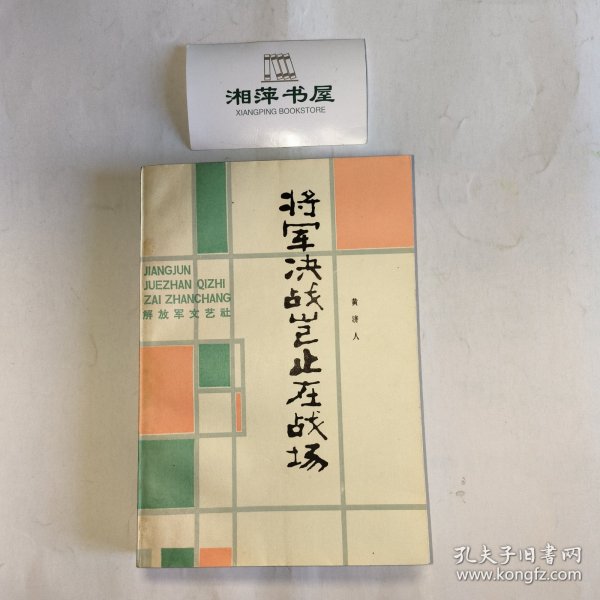 湘萍书屋
XIANGPING BOOKSTORE
将军决战岂止在战场
黄济人
JIANGJUN
JUEZHAN QIZHI
ZAI ZHANCHANG
解放军文艺社
孔夫子旧书网
www.kongfz.com